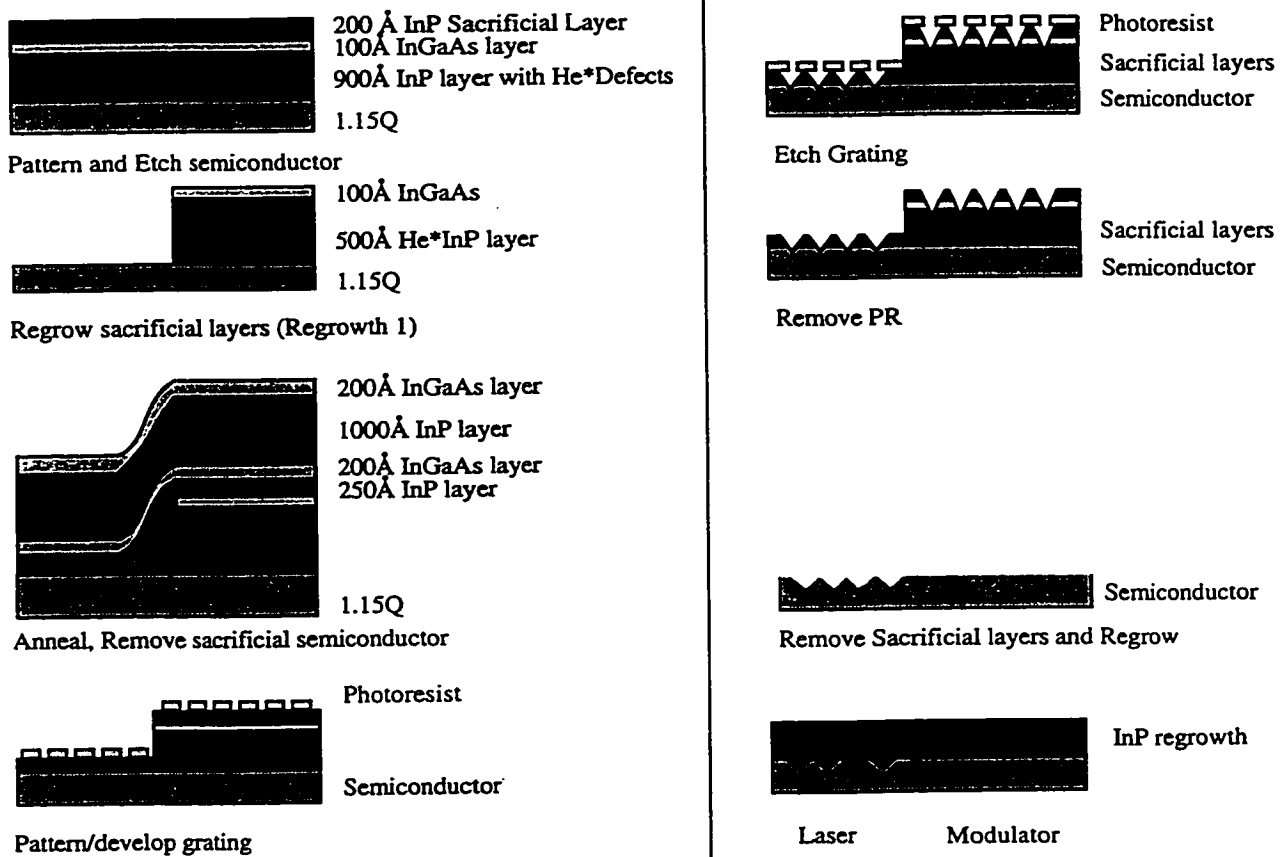 200 Å InP Sacrificial Layer
100Å InGaAs layer
900Å InP layer with He*Defects
1.15Q
Pattern and Etch semiconductor
100Å InGaAs
500Å He*InP layer
1.15Q
Regrow sacrificial layers (Regrowth 1)
200Å InGaAs layer
1000Å InP layer
200Å InGaAs layer
250Å InP layer
1.15Q
Anneal, Remove sacrificial semiconductor
Photoresist
Semiconductor
Pattern/develop grating
Photoresist
Sacrificial layers
Semiconductor
Etch Grating
Sacrificial layers
Semiconductor
Remove PR
Semiconductor
Remove Sacrificial layers and Regrow
InP regrowth
Laser Modulator